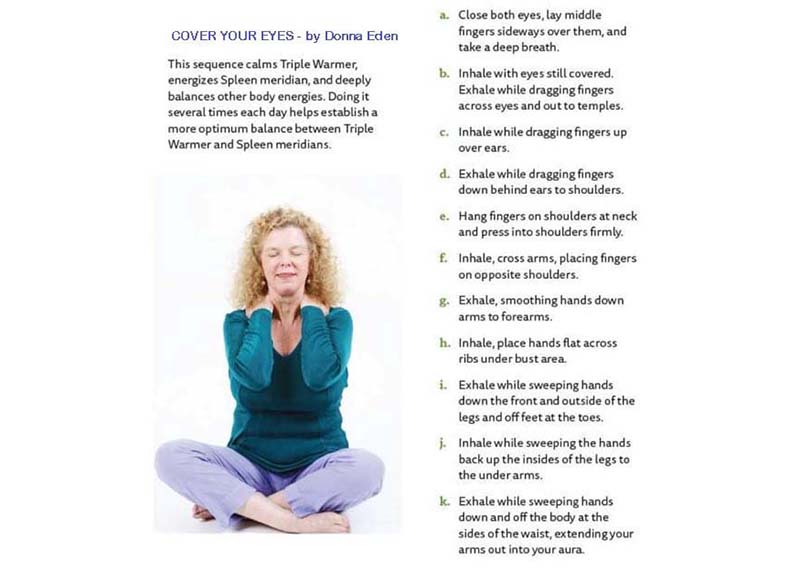 COVER YOUR EYES - by Donna Eden
This sequence calms Triple Warmer,
energizes Spleen meridian, and deeply
balances other body energies. Doing it
several times each day helps establish a
more optimum balance between Triple
Warmer and Spleen meridians.
a. Close both eyes, lay middle
fingers sideways over them, and
take a deep breath.
b. Inhale with eyes still covered.
Exhale while dragging fingers
across eyes and out to temples.
c. Inhale while dragging fingers up
over ears.
d. Exhale while dragging fingers
down behind ears to shoulders.
e. Hang fingers on shoulders at neck
and press into shoulders firmly.
f. Inhale, cross arms, placing fingers
on opposite shoulders.
g. Exhale, smoothing hands down
arms to forearms.
h. Inhale, place hands flat across
ribs under bust area.
i. Exhale while sweeping hands
down the front and outside of the
legs and off feet at the toes.
j. Inhale while sweeping the hands
back up the insides of the legs to
the under arms.
k. Exhale while sweeping hands
down and off the body at the
sides of the waist, extending your
arms out into your aura.